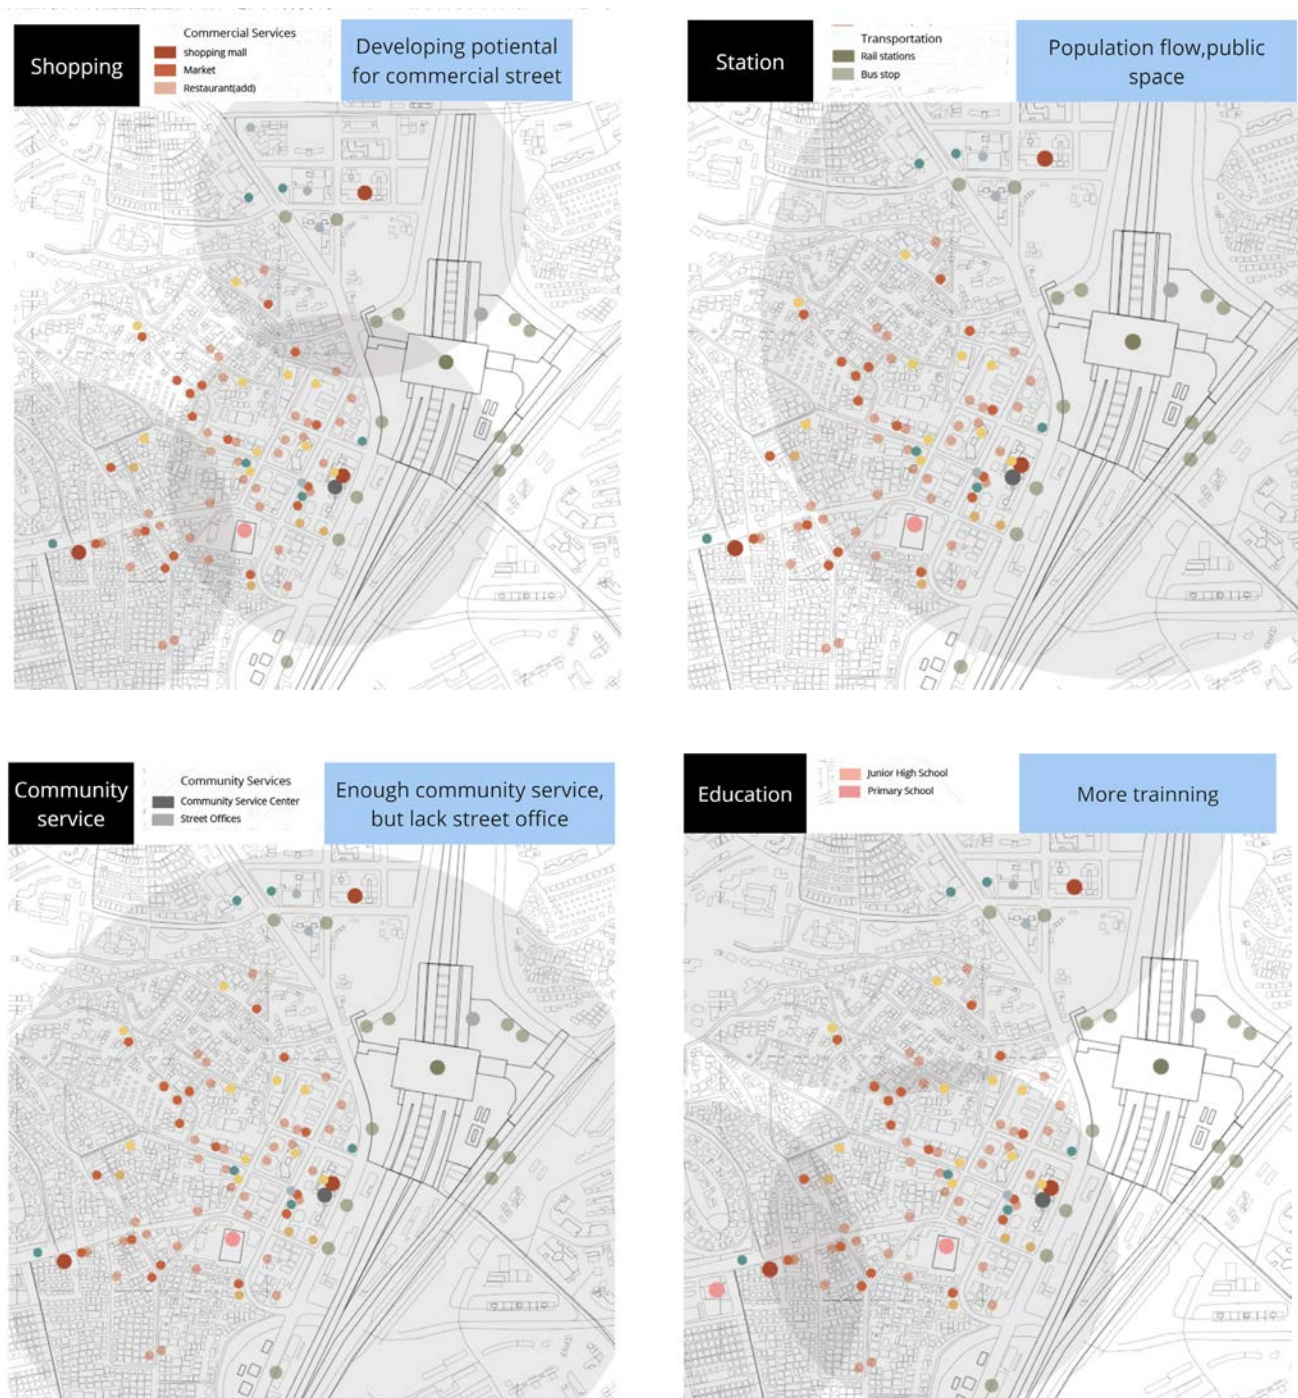 Shopping
Commercial Services
shopping mall
Market
Restaurant(add)
Developing potiental
for commercial street
Station
Transportation
Rail stations
Bus stop
Population flow,public
space
Community
service
Community Services
Community Service Center
Street Offices
Enough community service,
but lack street office
Education
Junior High School
Primary School
More trainning